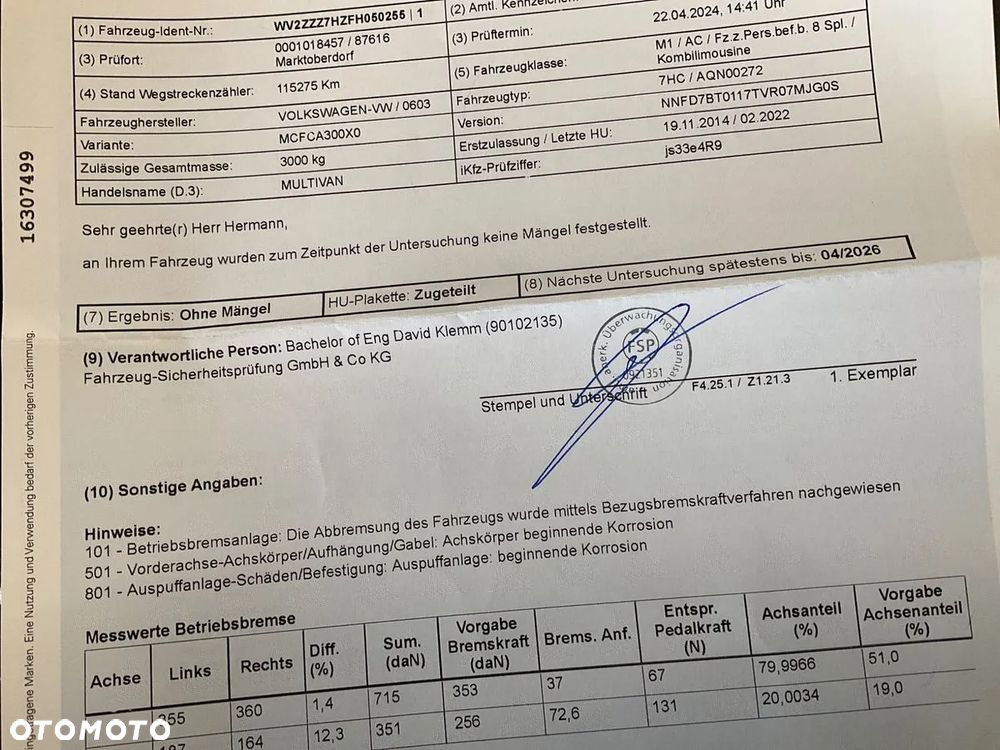 (1) Fahrzeug-Ident-Nr.: WV2ZZZ7HZFH050255 | 1
(2) Amtl. Kennzeichen
(3) Prüfort: 0001018457 / 87616
Marktoberdorf
(3) Prüftermin: 22.04.2024, 14:41 Uhr
(4) Stand Wegstreckenzähler: 115275 Km
(5) Fahrzeugklasse: M1 / AC / Fz.z.Pers.bef.b. 8 Spl. /
Kombilimousine
Fahrzeughersteller: VOLKSWAGEN-VW / 0603
Fahrzeugtyp: 7HC / AQN00272
Variante: MCFCA300X0
Version: NNFD7BT0117TVR07MJG0S
Zulässige Gesamtmasse: 3000 kg
Erstzulassung / Letzte HU: 19.11.2014 / 02.2022
Handelsname (D.3): MULTIVAN
iKfz-Prüfziffer: js33e4R9
16307499
Sehr geehrte(r) Herr Hermann,
an Ihrem Fahrzeug wurden zum Zeitpunkt der Untersuchung keine Mängel festgestellt.
(7) Ergebnis: Ohne Mängel HU-Plakette: Zugeteilt (8) Nächste Untersuchung spätestens bis: 04/2026
(9) Verantwortliche Person: Bachelor of Eng David Klemm (90102135)
Fahrzeug-Sicherheitsprüfung GmbH & Co KG
Überwachungsorganisation
FSP
Stempel und Unterschrift F4.25.1 / Z1.21.3 1. Exemplar
(10) Sonstige Angaben:
Hinweise:
101 - Betriebsbremsanlage: Die Abbremsung des Fahrzeugs wurde mittels Bezugsbremskraftverfahren nachgewiesen
501 - Vorderachse-Achskörper/Aufhängung/Gabel: Achskörper beginnende Korrosion
801 - Auspuffanlage-Schäden/Befestigung: Auspuffanlage: beginnende Korrosion
Messwerte Betriebsbremse
Achse Links Rechts Diff. (%) Sum. (daN) Vorgabe Bremskraft (daN) Brems. Anf. Entspr. Pedalkraft (N) Achsanteil (%) Vorgabe Achsenanteil (%)
355 360 1,4 715 353 37 67 79,9966 51,0
164 12,3 351 256 72,6 131 20,0034 19,0
Marken. Eine Nutzung und Verwendung bedarf der vorherigen Zustimmung.
OTOMOTO